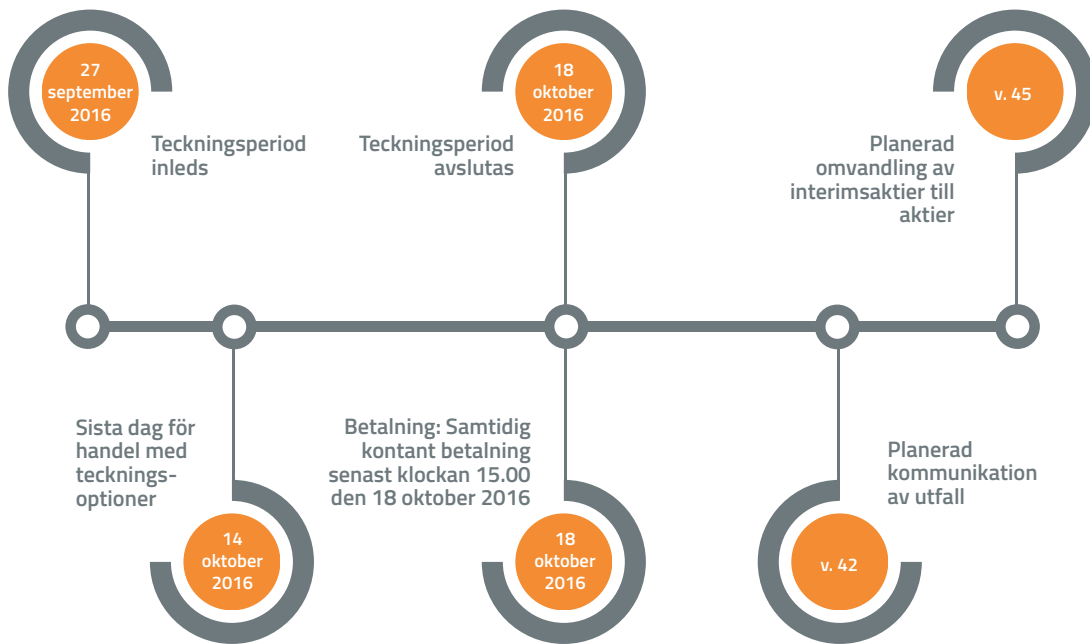 27
september
2016
Teckningsperiod
inleds
18
oktober
2016
Teckningsperiod
avslutas
v. 45
Planerad
omvandling av
interimsaktier till
aktier
Sista dag för
handel med
tecknings-
optioner
14
oktober
2016
Betalning: Samtidig
kontant betalning
senast klockan 15.00
den 18 oktober 2016
18
oktober
2016
Planerad
kommunikation
av utfall
v. 42